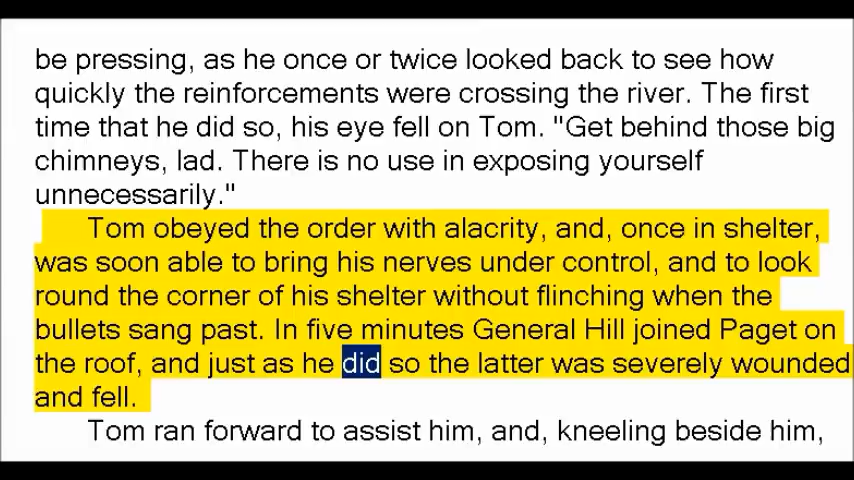 be pressing, as he once or twice looked back to see how
quickly the reinforcements were crossing the river. The first
time that he did so, his eye fell on Tom. "Get behind those big
chimneys, lad. There is no use in exposing yourself
unnecessarily."
Tom obeyed the order with alacrity, and, once in shelter,
was soon able to bring his nerves under control, and to look
round the corner of his shelter without flinching when the
bullets sang past. In five minutes General Hill joined Paget on
the roof, and just as he did so the latter was severely wounded
and fell.
Tom ran forward to assist him, and, kneeling beside him,